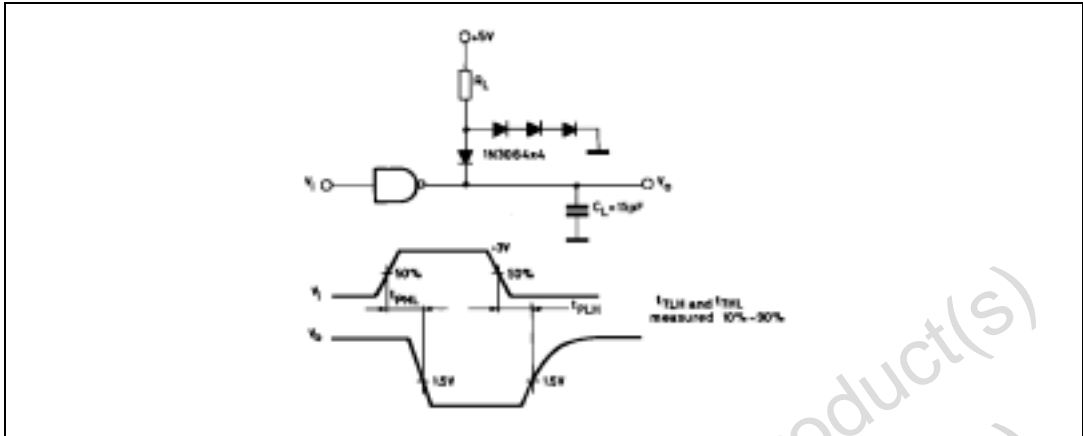 +5V
RL
1N3064x4
VI
Vo
CL = 15pF
~3V
50%
50%
VI
tPHL
tPLH
tTLH and tTHL
measured 10%-90%
Vo
1.5V
1.5V
oduct(s)